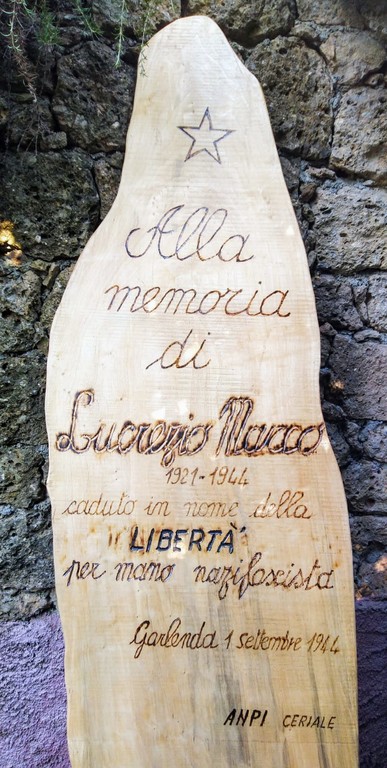 Alla
memoria
di
Lucrezio Marco
1921-1944
caduto in nome della
LIBERTÀ
per mano nazifascista
Garlenda 1 settembre 1944
ANPI CERIALE